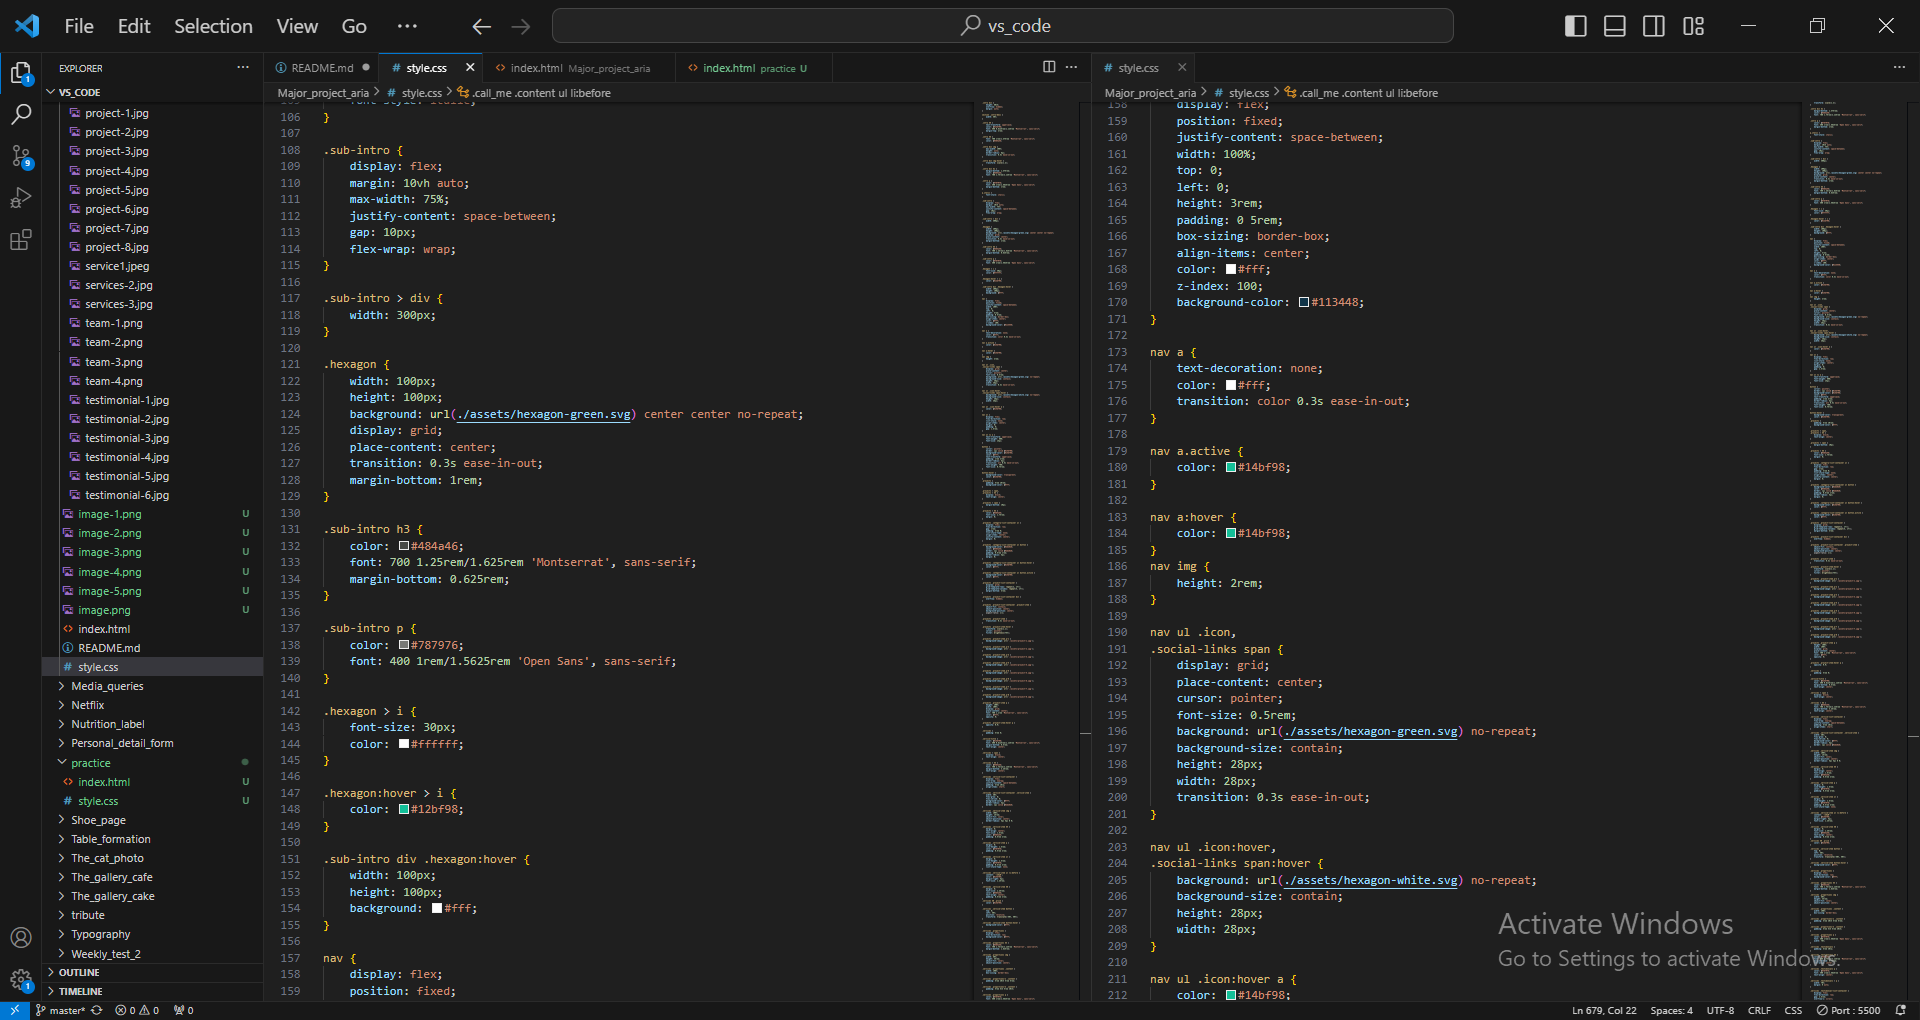 File Edit Selection View Go ···
vs_code
EXPLORER ···
VS_CODE
project-1.jpg
project-2.jpg
project-3.jpg
project-4.jpg
project-5.jpg
project-6.jpg
project-7.jpg
project-8.jpg
service1.jpeg
services-2.jpg
services-3.jpg
team-1.png
team-2.png
team-3.png
team-4.png
testimonial-1.jpg
testimonial-2.jpg
testimonial-3.jpg
testimonial-4.jpg
testimonial-5.jpg
testimonial-6.jpg
image-1.png U
image-2.png U
image-3.png U
image-4.png U
image-5.png U
image.png U
index.html
README.md
style.css
Media_queries
Netflix
Nutrition_label
Personal_detail_form
practice
index.html U
style.css U
Shoe_page
Table_formation
The_cat_photo
The_gallery_cafe
The_gallery_cake
tribute
Typography
Weekly_test_2
OUTLINE
TIMELINE
README.md # style.css index.html Major_project_aria index.html practice U
Major_project_aria > # style.css > .call_me .content ul li:before
106 }
107
108 .sub-intro {
109 display: flex;
110 margin: 10vh auto;
111 max-width: 75%;
112 justify-content: space-between;
113 gap: 10px;
114 flex-wrap: wrap;
115 }
116
117 .sub-intro > div {
118 width: 300px;
119 }
120
121 .hexagon {
122 width: 100px;
123 height: 100px;
124 background: url(./assets/hexagon-green.svg) center center no-repeat;
125 display: grid;
126 place-content: center;
127 transition: 0.3s ease-in-out;
128 margin-bottom: 1rem;
129 }
130
131 .sub-intro h3 {
132 color: #484a46;
133 font: 700 1.25rem/1.625rem 'Montserrat', sans-serif;
134 margin-bottom: 0.625rem;
135 }
136
137 .sub-intro p {
138 color: #787976;
139 font: 400 1rem/1.5625rem 'Open Sans', sans-serif;
140 }
141
142 .hexagon > i {
143 font-size: 30px;
144 color: #ffffff;
145 }
146
147 .hexagon:hover > i {
148 color: #12bf98;
149 }
150
151 .sub-intro div .hexagon:hover {
152 width: 100px;
153 height: 100px;
154 background: #fff;
155 }
156
157 nav {
158 display: flex;
159 position: fixed;
# style.css
Major_project_aria > # style.css > .call_me .content ul li:before
158 display: flex;
159 position: fixed;
160 justify-content: space-between;
161 width: 100%;
162 top: 0;
163 left: 0;
164 height: 3rem;
165 padding: 0 5rem;
166 box-sizing: border-box;
167 align-items: center;
168 color: #fff;
169 z-index: 100;
170 background-color: #113448;
171 }
172
173 nav a {
174 text-decoration: none;
175 color: #fff;
176 transition: color 0.3s ease-in-out;
177 }
178
179 nav a.active {
180 color: #14bf98;
181 }
182
183 nav a:hover {
184 color: #14bf98;
185 }
186 nav img {
187 height: 2rem;
188 }
189
190 nav ul .icon,
191 .social-links span {
192 display: grid;
193 place-content: center;
194 cursor: pointer;
195 font-size: 0.5rem;
196 background: url(./assets/hexagon-green.svg) no-repeat;
197 background-size: contain;
198 height: 28px;
199 width: 28px;
200 transition: 0.3s ease-in-out;
201 }
202
203 nav ul .icon:hover,
204 .social-links span:hover {
205 background: url(./assets/hexagon-white.svg) no-repeat;
206 background-size: contain;
207 height: 28px;
208 width: 28px;
209 }
210
211 nav ul .icon:hover a {
212 color: #14bf98;
Activate Windows
Go to Settings to activate Windows.
master* 0 0 0 Ln 679, Col 22 Spaces: 4 UTF-8 CRLF CSS Port : 5500